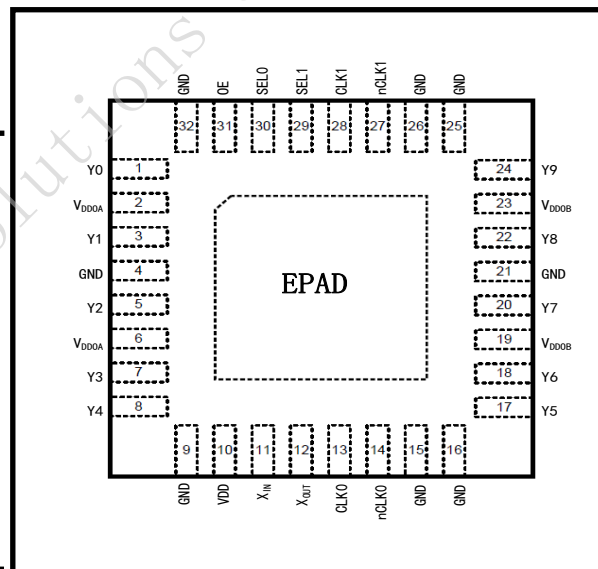 GND OE SEL0 SEL1 CLK1 nCLK1 GND GND
32 31 30 29 28 27 26 25
Y0 1 24 Y9
VDDOA 2 23 VDDOB
Y1 3 22 Y8
GND 4 21 GND
EPAD
Y2 5 20 Y7
VDDOA 6 19 VDDOB
Y3 7 18 Y6
Y4 8 17 Y5
9 10 11 12 13 14 15 16
GND VDD XIN XOUT CLK0 nCLK0 GND GND